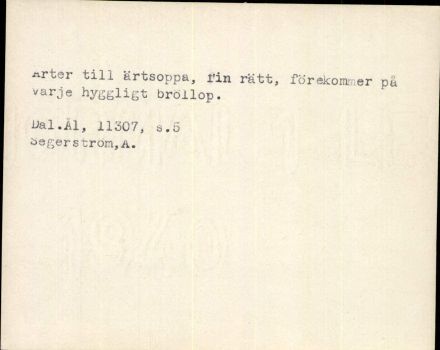 Ärter till ärtsoppa, fin rätt, förekommer på
varje hyggligt bröllop.
Dal.Ål, 11307, s.5
Segerström,A.